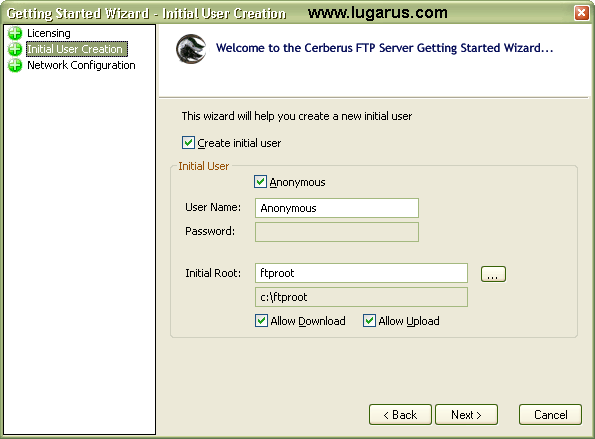 Getting Started Wizard - Initial User Creation www.lugarus.com
Licensing
Initial User Creation
Network Configuration
Welcome to the Cerberus FTP Server Getting Started Wizard...
This wizard will help you create a new initial user
Create initial user
Initial User
Anonymous
User Name: Anonymous
Password:
Initial Root: ftproot ...
c:\ftproot
Allow Download Allow Upload
< Back Next > Cancel